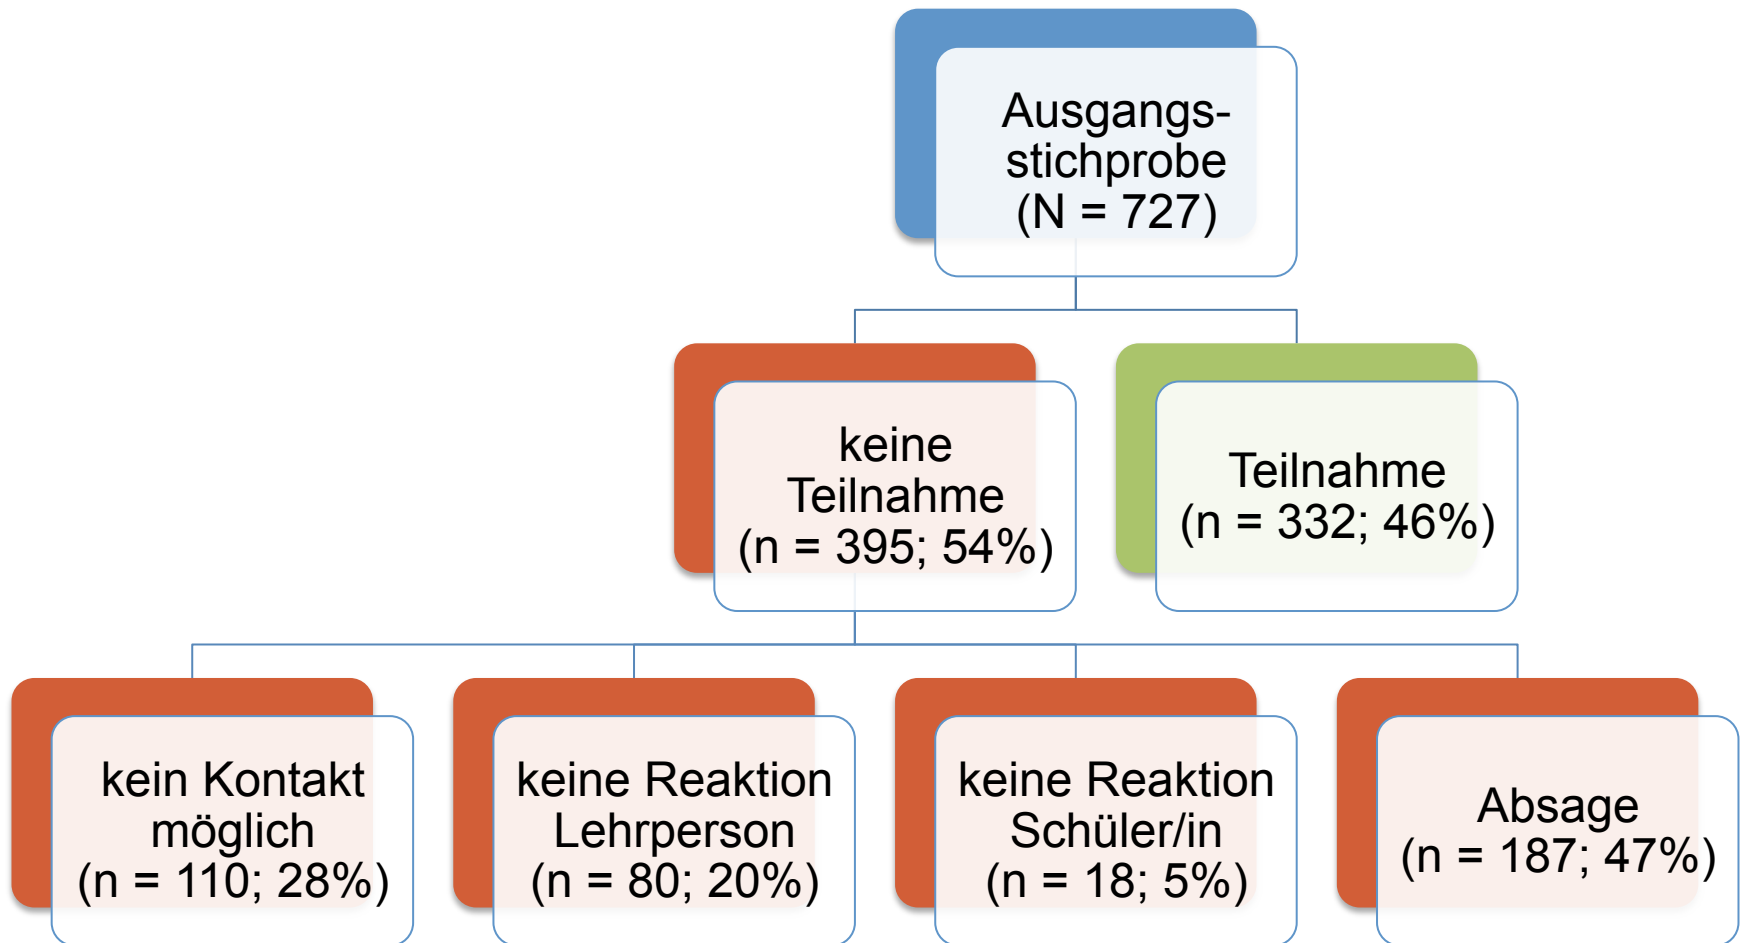 Ausgangs-
stichprobe
(N = 727)
keine
Teilnahme
(n = 395; 54%)
Teilnahme
(n = 332; 46%)
kein Kontakt
möglich
(n = 110; 28%)
keine Reaktion
Lehrperson
(n = 80; 20%)
keine Reaktion
Schüler/in
(n = 18; 5%)
Absage
(n = 187; 47%)